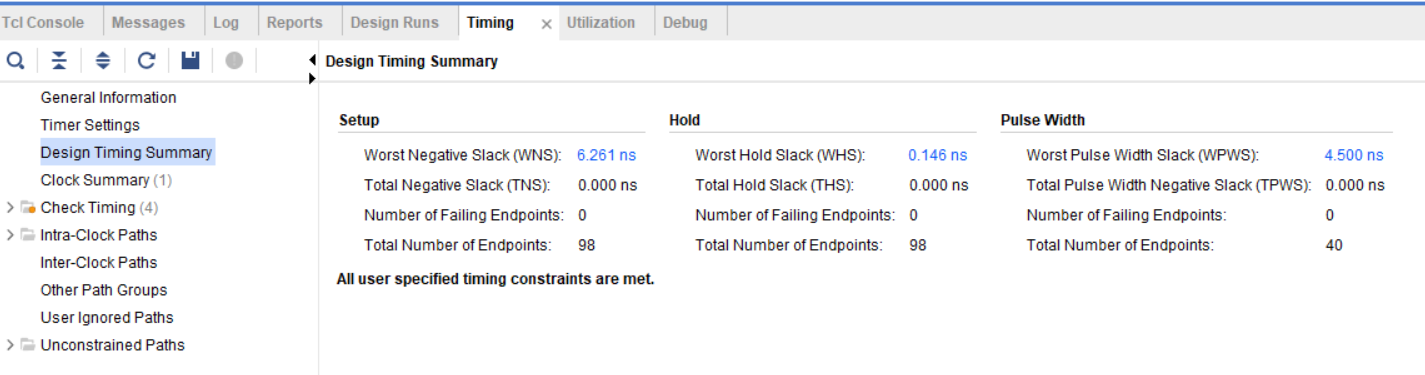 Tcl Console Messages Log Reports Design Runs Timing × Utilization Debug
Design Timing Summary
General Information
Timer Settings
Design Timing Summary
Clock Summary (1)
Check Timing (4)
Intra-Clock Paths
Inter-Clock Paths
Other Path Groups
User Ignored Paths
Unconstrained Paths
Setup Hold Pulse Width
Worst Negative Slack (WNS): 6.261 ns Worst Hold Slack (WHS): 0.146 ns Worst Pulse Width Slack (WPWS): 4.500 ns
Total Negative Slack (TNS): 0.000 ns Total Hold Slack (THS): 0.000 ns Total Pulse Width Negative Slack (TPWS): 0.000 ns
Number of Failing Endpoints: 0 Number of Failing Endpoints: 0 Number of Failing Endpoints: 0
Total Number of Endpoints: 98 Total Number of Endpoints: 98 Total Number of Endpoints: 40
All user specified timing constraints are met.